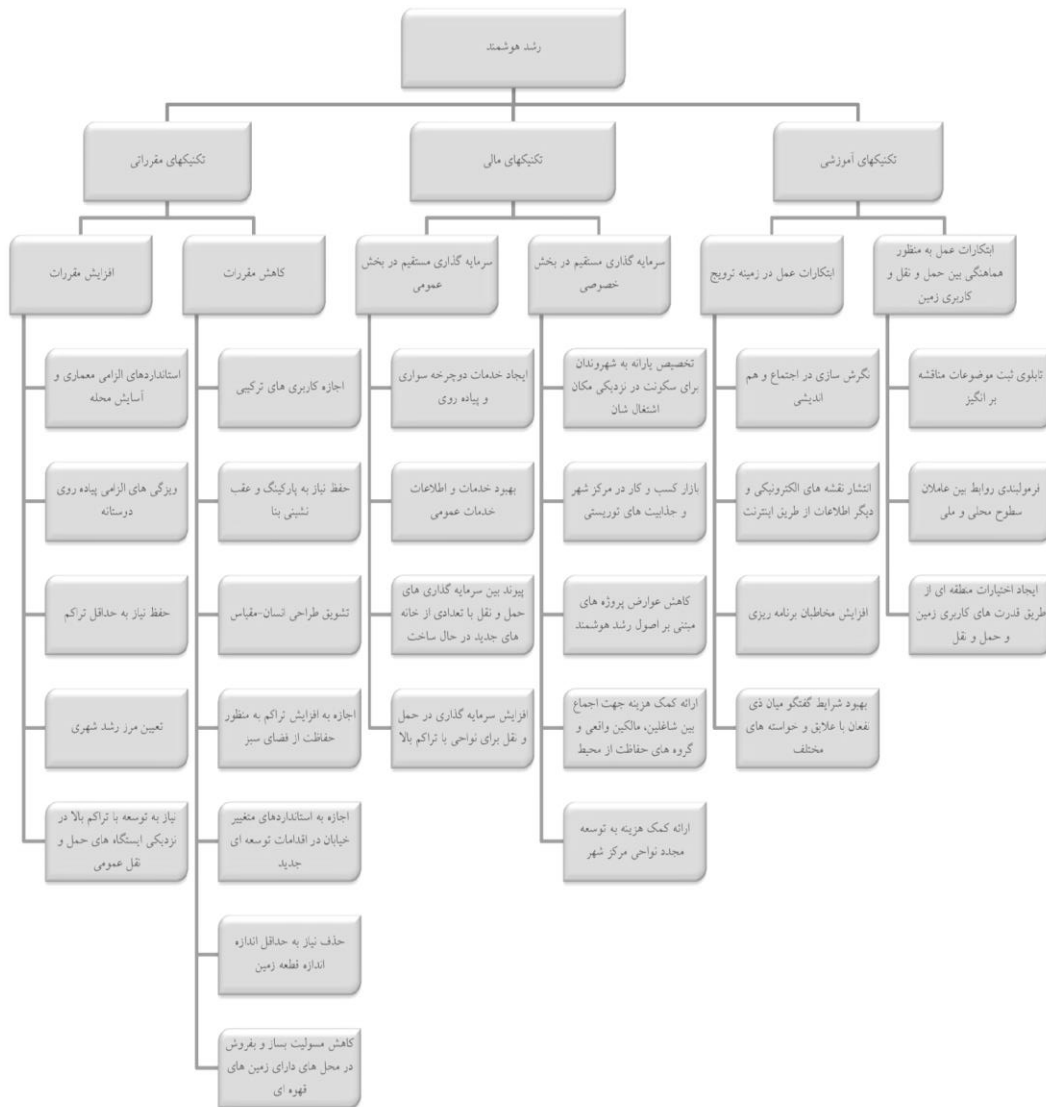 رشد هوشمند
تکنیکهای آموزشی
تکنیکهای مالی
تکنیکهای مقرراتی
ابتکارات عمل به منظور
هماهنگی بین حمل و نقل و
کاربری زمین
ابتکارات عمل در زمینه ترویج
سرمایه گذاری مستقیم در بخش
خصوصی
سرمایه گذاری مستقیم در بخش
عمومی
کاهش مقررات
افزایش مقررات
تابلوی ثبت موضوعات مناقشه
بر انگیز
فرمولبندی روابط بین عاملان
سطوح محلی و ملی
ایجاد اختیارات منطقه ای از
طریق قدرت های کاربری زمین
و حمل و نقل
نگرش سازی در اجتماع و هم
اندیشی
انتشار نقشه های الکترونیکی و
دیگر اطلاعات از طریق اینترنت
افزایش مخاطبان برنامه ریزی
بهبود شرایط گفتگو میان ذی
نفعان با علایق و خواسته های
مختلف
تخصیص یارانه به شهروندان
برای سکونت در نزدیکی مکان
اشتغال شان
بازار کسب و کار در مرکز شهر
و جذابیت های توریستی
کاهش عوارض پروژه های
مبتنی بر اصول رشد هوشمند
ارائه کمک هزینه جهت اجماع
بین شاغلین، مالکین واقعی و
گروه های حفاظت از محیط
ارائه کمک هزینه به توسعه
مجدد نواحی مرکز شهر
ایجاد خدمات دوچرخه سواری
و پیاده روی
بهبود خدمات و اطلاعات
خدمات عمومی
پیوند بین سرمایه گذاری های
حمل و نقل با تعدادی از خانه
های جدید در حال ساخت
افزایش سرمایه گذاری در حمل
و نقل برای نواحی با تراکم بالا
اجازه کاربری های ترکیبی
حفظ نیاز به پارکینگ و عقب
نشینی بنا
تشویق طراحی انسان-مقیاس
اجازه به افزایش تراکم به منظور
حفاظت از فضای سبز
اجازه به استانداردهای متغییر
خیابان در اقدامات توسعه ای
جدید
حذف نیاز به حداقل اندازه
اندازه قطعه زمین
کاهش مسولیت بساز و بفروش
در محل های دارای زمین های
قهوه ای
استانداردهای الزامی معماری و
آسایش محله
ویژگی های الزامی پیاده روی
دوستانه
حفظ نیاز به حداقل تراکم
تعیین مرز رشد شهری
نیاز به توسعه با تراکم بالا در
نزدیکی ایستگاه های حمل و
نقل عمومی